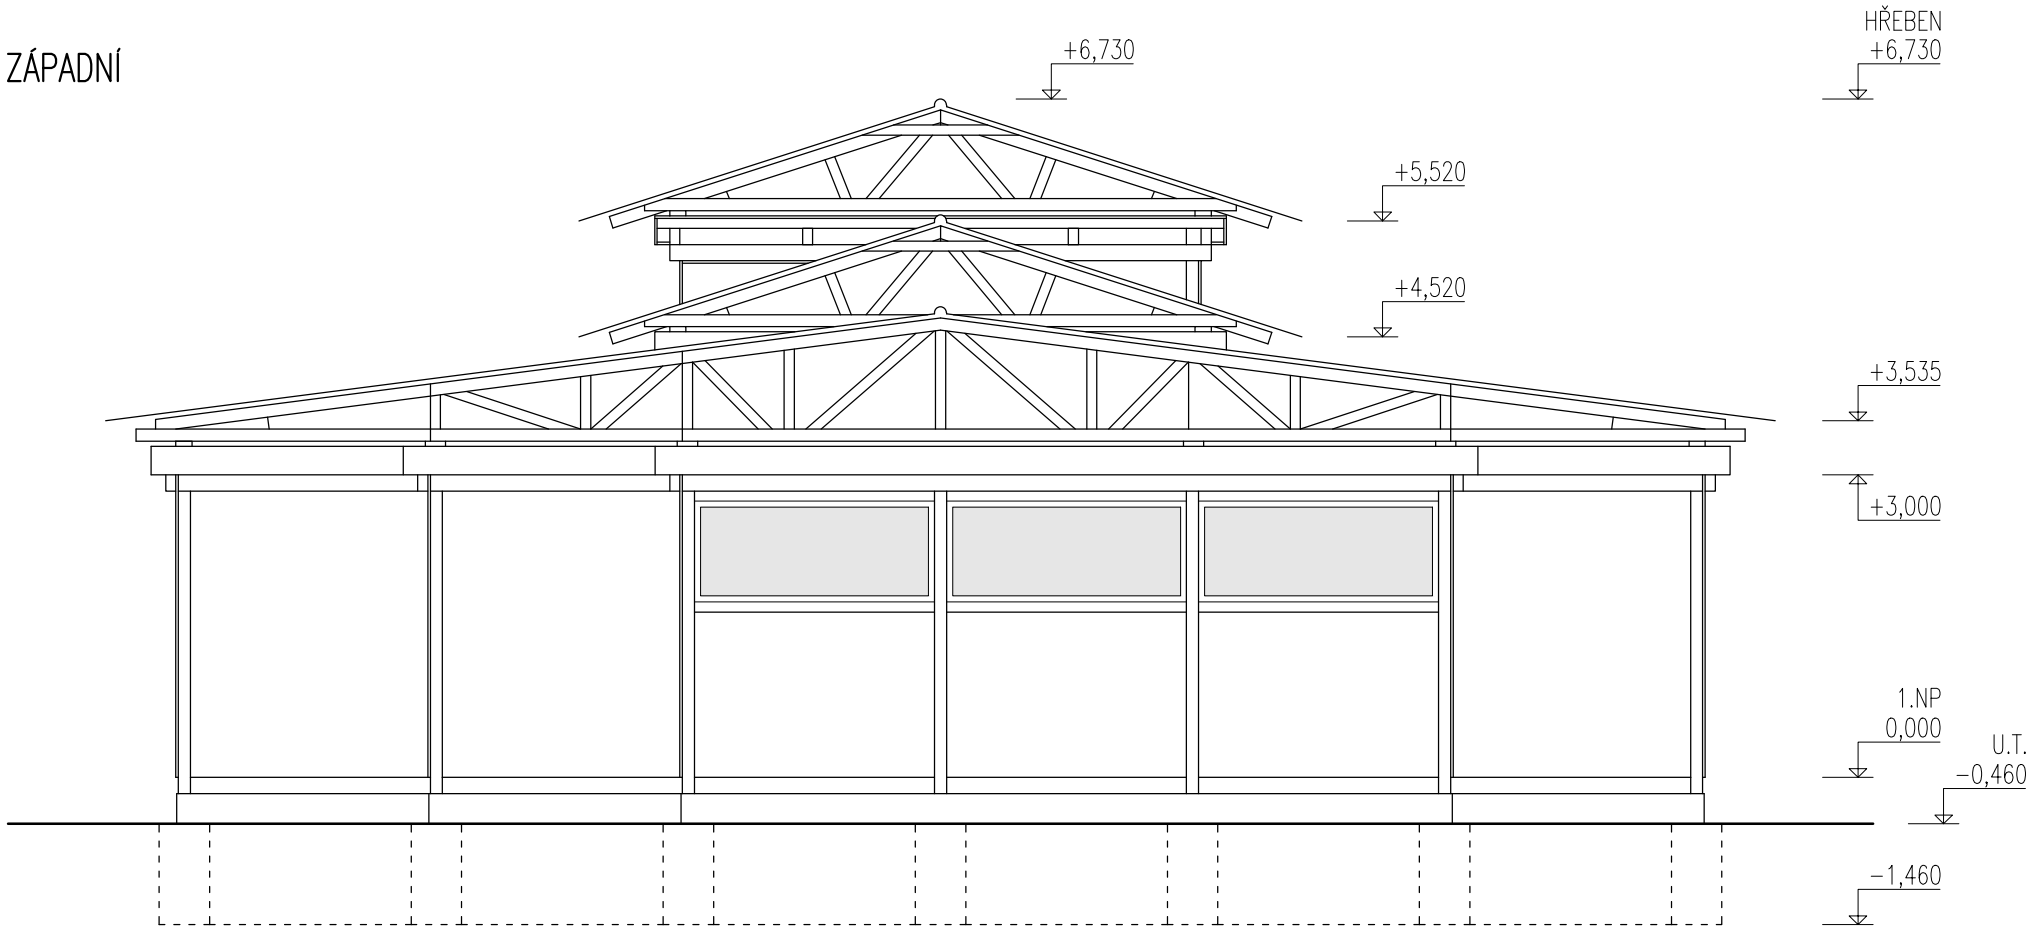 ZÁPADNÍ
HŘEBEN
+6,730
+6,730
+5,520
+4,520
+3,535
+3,000
1.NP
0,000
U.T.
-0,460
-1,460